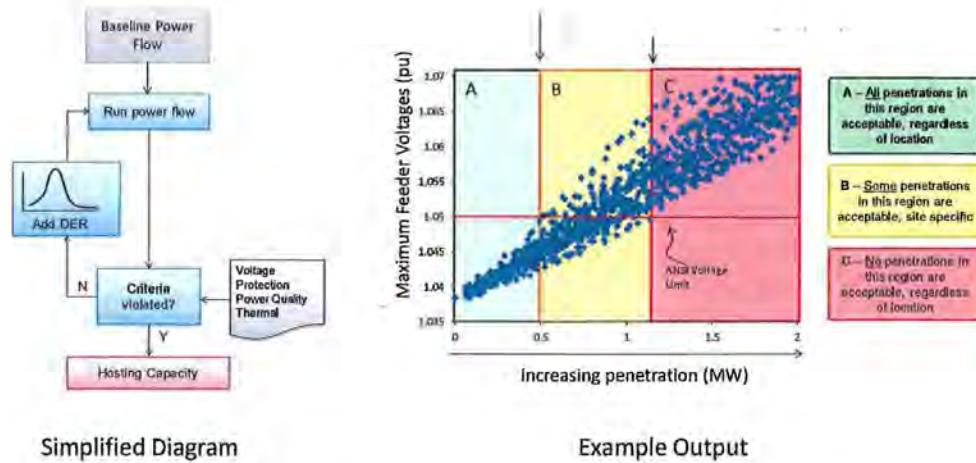 Baseline Power
Flow
Run power flow
Add DER
N
Criteria
violated?
Voltage
Protection
Power Quality
Thermal
Y
Hosting Capacity
Simplified Diagram
Maximum Feeder Voltages (pu)
1.07
1.065
1.06
1.055
1.05
1.045
1.04
1.035
A
B
C
ANSI Voltage
Limit
0
0.5
1
1.5
2
Increasing penetration (MW)
Example Output
A – All penetrations in
this region are
acceptable, regardless
of location
B – Some penetrations
in this region are
acceptable, site specific
C – No penetrations in
this region are
acceptable, regardless
of location